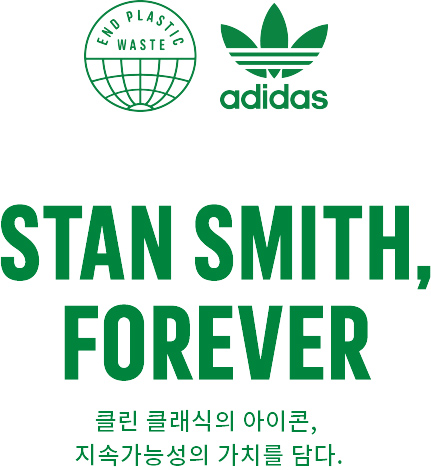 END PLASTIC
WASTE
adidas
STAN SMITH,
FOREVER
클린 클래식의 아이콘,
지속가능성의 가치를 담다.